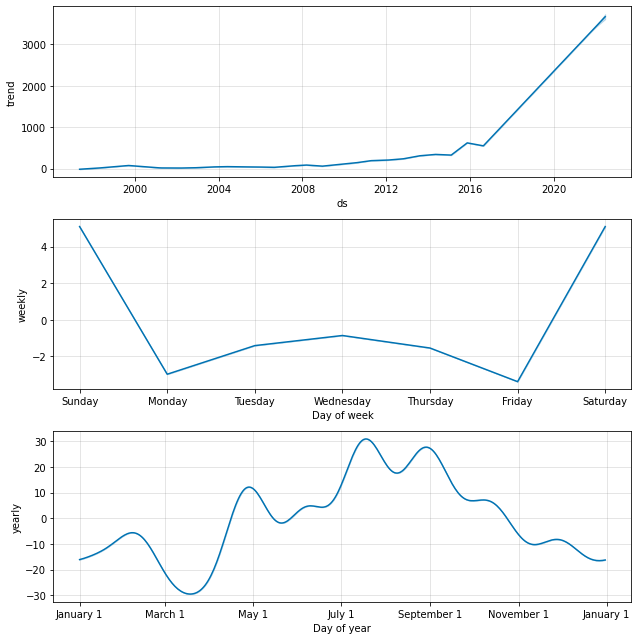 3000
2000
1000
0
trend
2000 2004 2008 2012 2016 2020
ds
4
2
0
−2
weekly
Sunday Monday Tuesday Wednesday Thursday Friday Saturday
Day of week
30
20
10
0
−10
−20
−30
yearly
January 1 March 1 May 1 July 1 September 1 November 1 January 1
Day of year